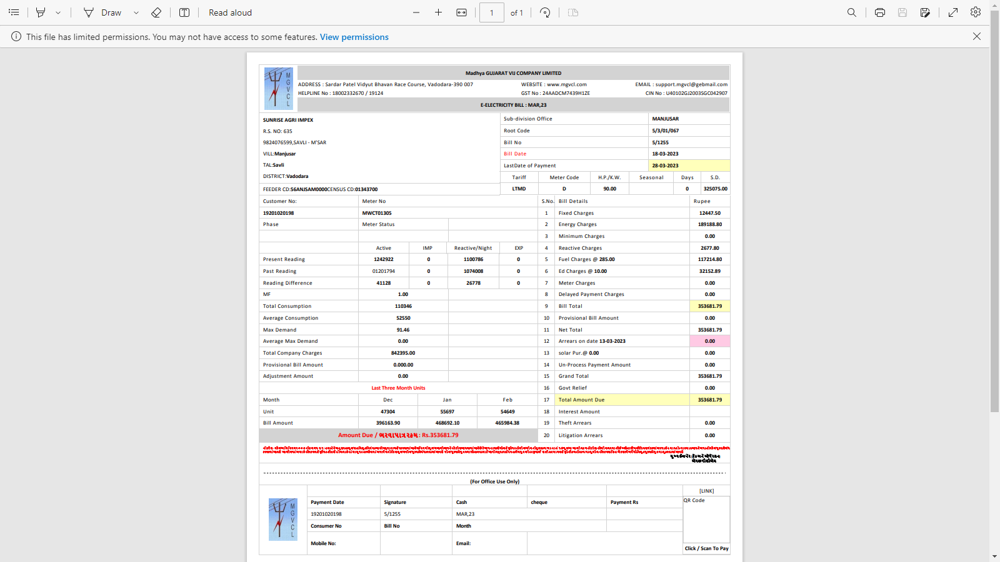 Draw
Read aloud
1 of 1
This file has limited permissions. You may not have access to some features. View permissions
M G V C L
Madhya GUJARAT VIJ COMPANY LIMITED
ADDRESS : Sardar Patel Vidyut Bhavan Race Course, Vadodara-390 007 WEBSITE : www.mgvcl.com EMAIL : support.mgvcl@gebmail.com
HELPLINE No : 18002332670 / 19124 GST No : 24AADCM7439H1ZE CIN No : U40102GJ2003SGC042907
E-ELECTRICITY BILL : MAR,23
SUNRISE AGRI IMPEX
R.S. NO: 635
9824076599,SAVLI - M'SAR
VILL:Manjusar
TAL:Savli
DISTRICT:Vadodara
FEEDER CD:56ANJSAM0000CENSUS CD:01343700
Sub-division Office MANJUSAR
Root Code 5/3/01/067
Bill No 5/1255
Bill Date 18-03-2023
LastDate of Payment 28-03-2023
Tariff Meter Code H.P./K.W. Seasonal Days S.D.
LTMD D 90.00 0 325075.00
Customer No: Meter No
19201020198 MWCT01305
Phase Meter Status
Active IMP Reactive/Night EXP
Present Reading 1242922 0 1100786 0
Past Reading 01201794 0 1074008 0
Reading Difference 41128 0 26778 0
MF 1.00
Total Consumption 110346
Average Consumption 52550
Max Demand 91.46
Average Max Demand 0.00
Total Company Charges 842395.00
Provisional Bill Amount 0.000.00
Adjustment Amount 0.00
Last Three Month Units
Month Dec Jan Feb
Unit 47304 55697 54649
Bill Amount 396163.90 468692.10 465984.38
Amount Due / ભરવાપાત્ર રકમ : Rs.353681.79
S.No. Bill Details Rupee
1 Fixed Charges 12447.50
2 Energy Charges 189188.80
3 Minimum Charges 0.00
4 Reactive Charges 2677.80
5 Fuel Charges @ 285.00 117214.80
6 Ed Charges @ 10.00 32152.89
7 Meter Charges 0.00
8 Delayed Payment Charges 0.00
9 Bill Total 353681.79
10 Provisional Bill Amount 0.00
11 Net Total 353681.79
12 Arrears on date 13-03-2023 0.00
13 solar Pur.@ 0.00 0.00
14 Un-Process Payment Amount 0.00
15 Grand Total 353681.79
16 Govt Relief 0.00
17 Total Amount Due 353681.79
18 Interest Amount
19 Theft Arrears 0.00
20 Litigation Arrears 0.00
(For Office Use Only)
M G V C L
Payment Date Signature Cash cheque Payment Rs
19201020198 5/1255 MAR,23
Consumer No Bill No Month
Mobile No: Email:
[LINK]
QR Code
Click / Scan To Pay